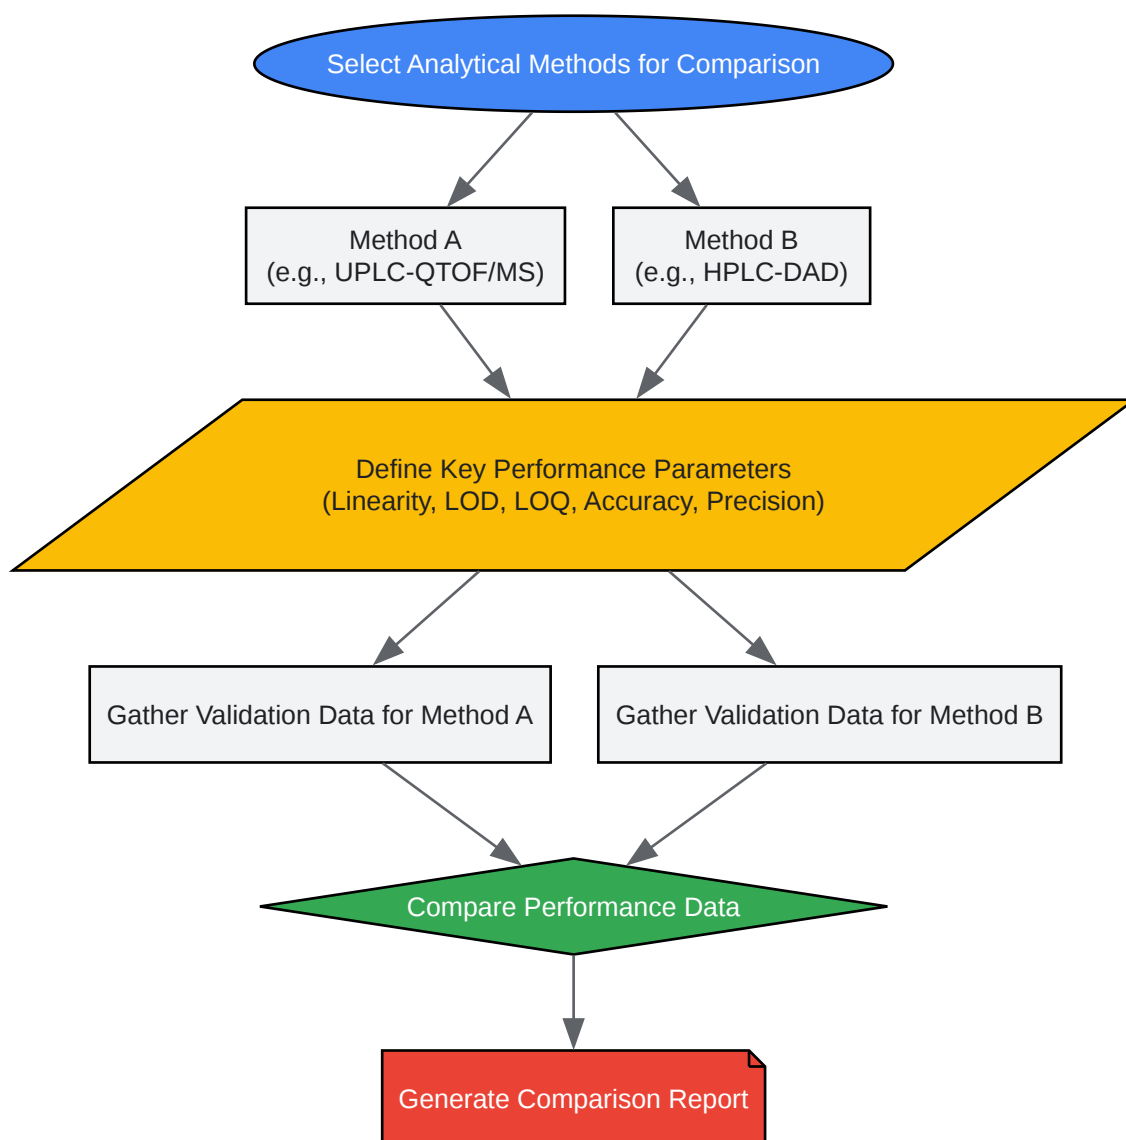 Select Analytical Methods for Comparison
Method A
(e.g., UPLC-QTOF/MS)
Method B
(e.g., HPLC-DAD)
Define Key Performance Parameters
(Linearity, LOD, LOQ, Accuracy, Precision)
Gather Validation Data for Method A
Gather Validation Data for Method B
Compare Performance Data
Generate Comparison Report